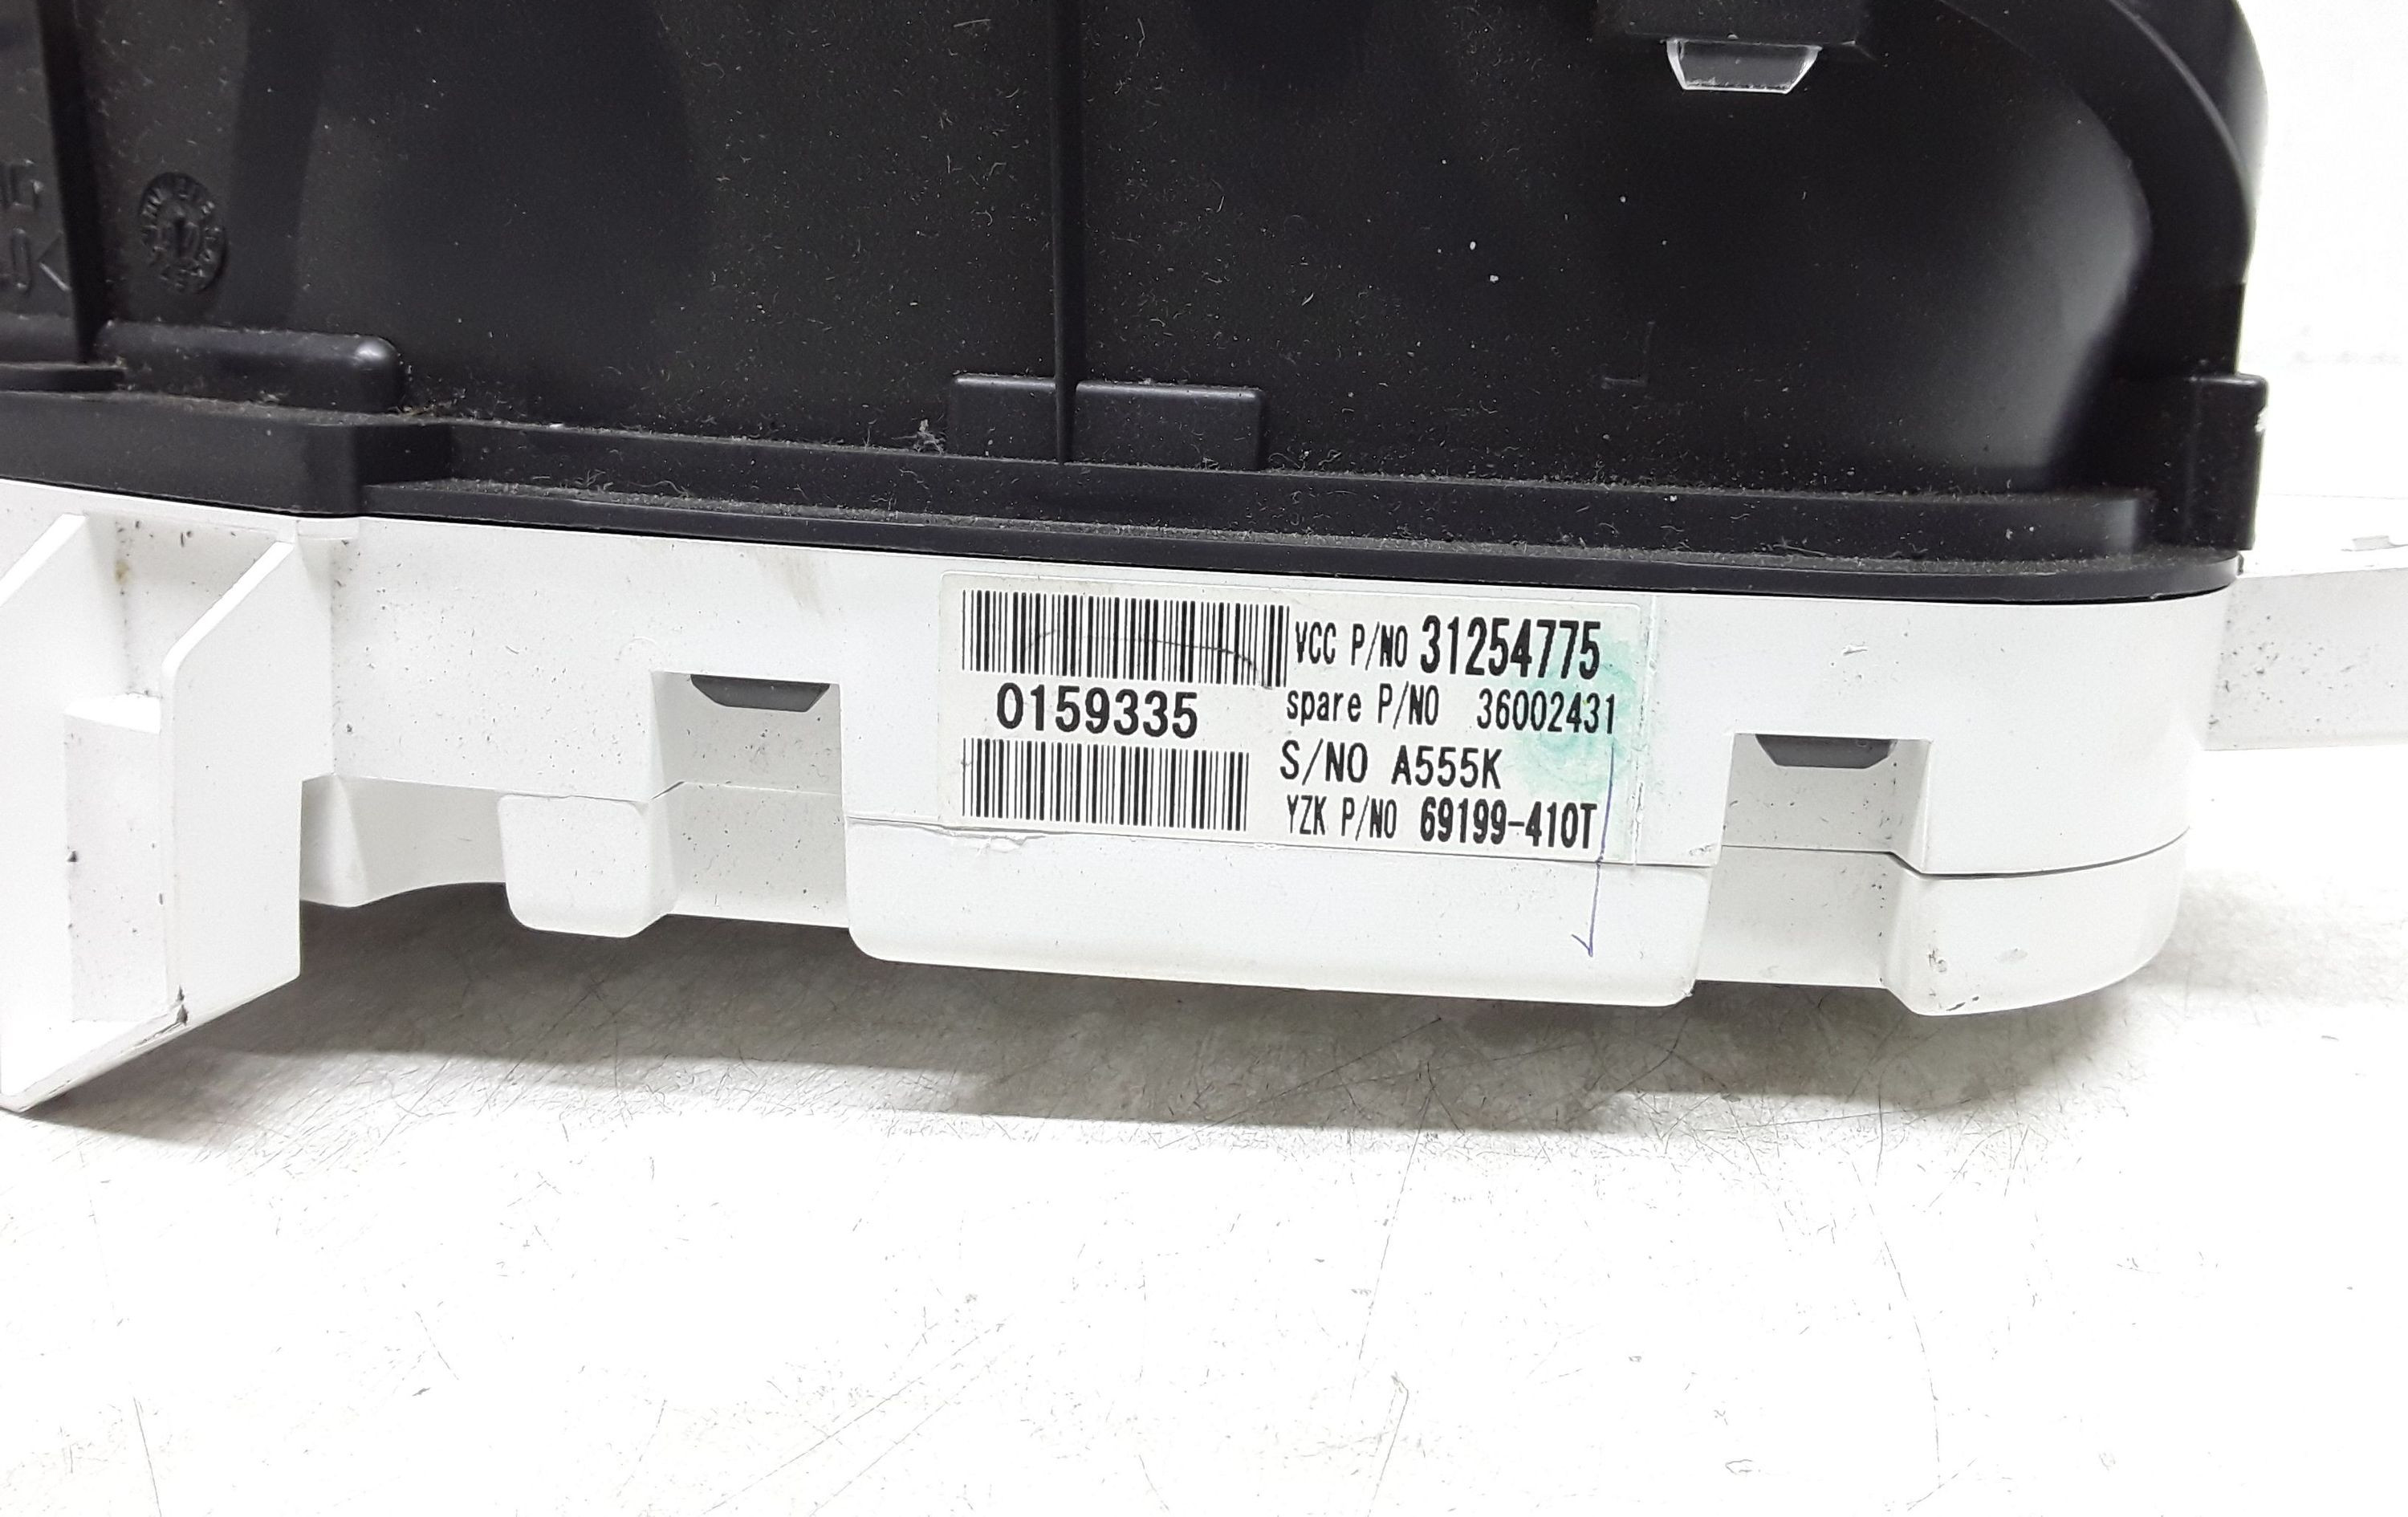 VCC P/NO 31254775
0159335
spare P/NO 36002431
S/NO A555K
YZK P/NO 69199-410T